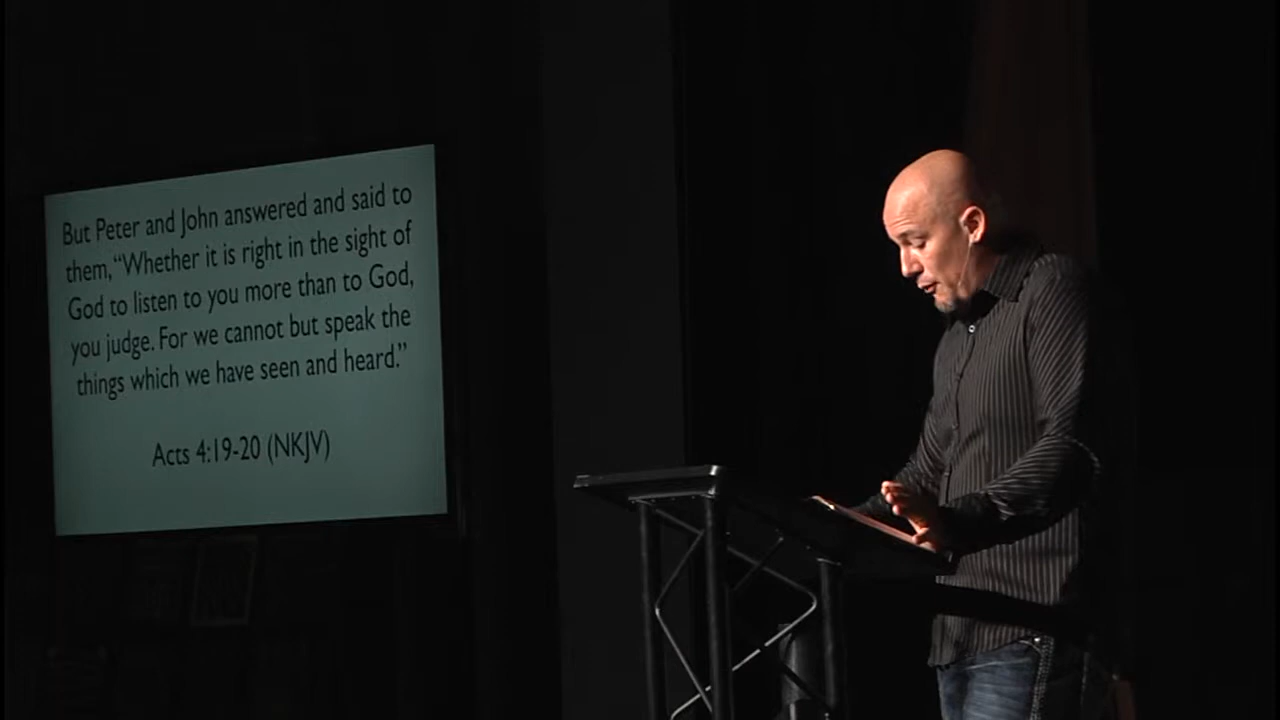 But Peter and John answered and said to
them, “Whether it is right in the sight of
God to listen to you more than to God,
you judge. For we cannot but speak the
things which we have seen and heard.”
Acts 4:19-20 (NKJV)